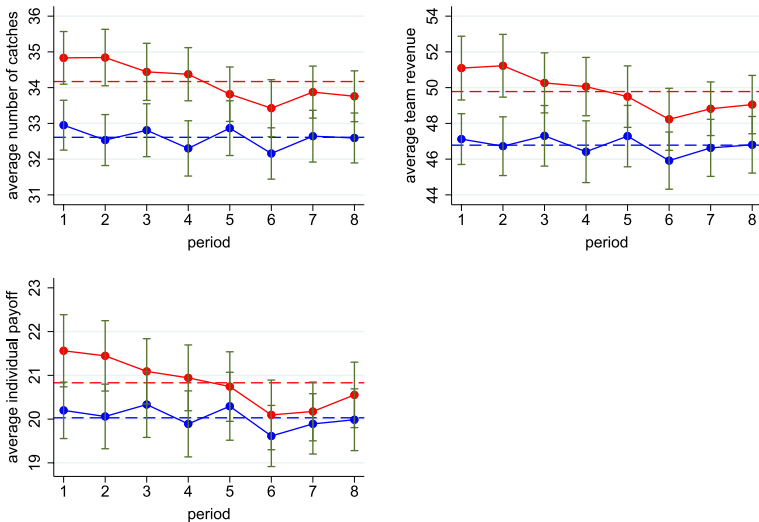 average number of catches
36
35
34
33
32
31
1 2 3 4 5 6 7 8
period
average team revenue
54
52
50
48
46
44
1 2 3 4 5 6 7 8
period
average individual payoff
23
22
21
20
19
1 2 3 4 5 6 7 8
period